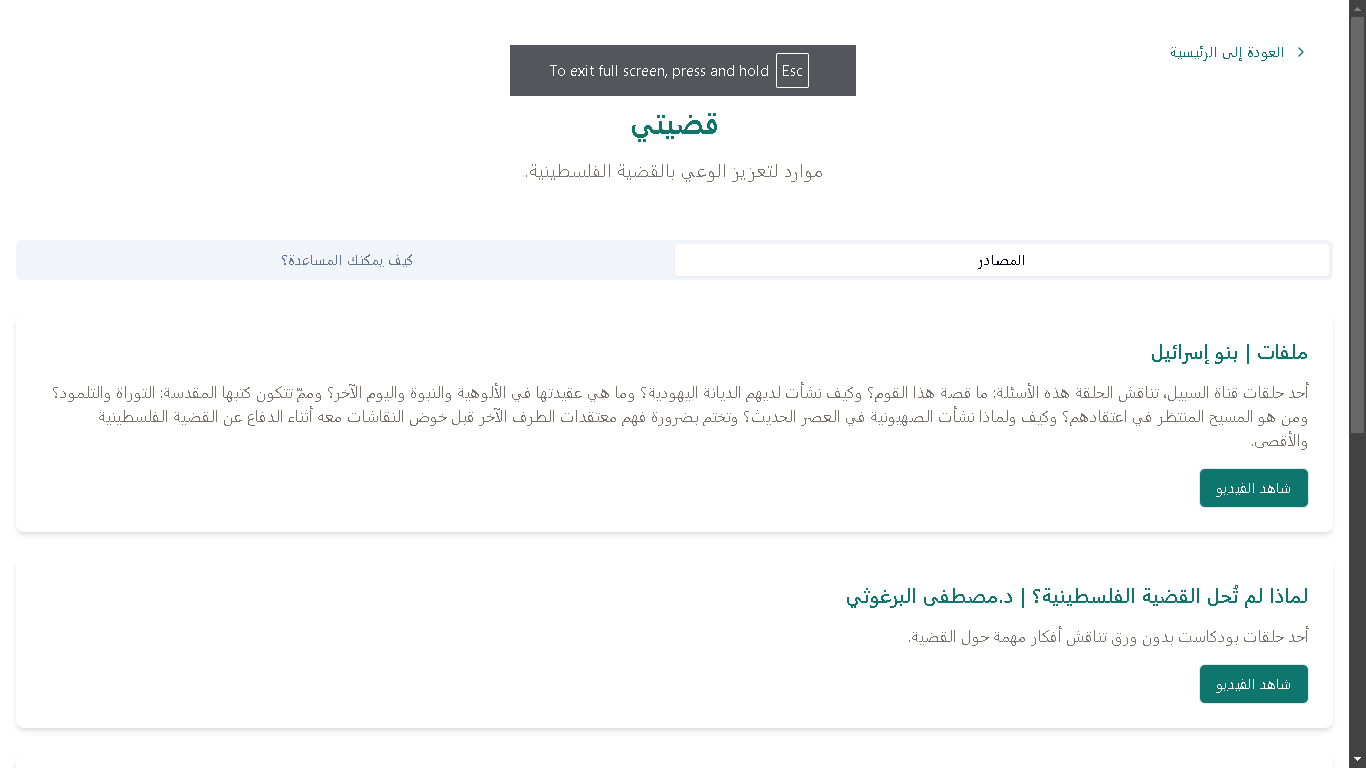 العودة إلى الرئيسية
To exit full screen, press and hold Esc
قضيتي
موارد لتعزيز الوعي بالقضية الفلسطينية.
المصادر
كيف يمكنك المساعدة؟
ملفات | بنو إسرائيل
أحد حلقات قناة السبيل، تناقش الحلقة هذه الأسئلة: ما قصة هذا القوم؟ وكيف نشأت لديهم الديانة اليهودية؟ وما هي عقيدتها في الألوهية والنبوة واليوم الآخر؟ وممّ تتكون كتبها المقدسة: التوراة والتلمود؟
ومن هو المسيح المنتظر في اعتقادهم؟ وكيف ولماذا نشأت الصهيونية في العصر الحديث؟ وتختم بضرورة فهم معتقدات الطرف الآخر قبل خوض النقاشات معه أثناء الدفاع عن القضية الفلسطينية
والأقصى.
شاهد الفيديو
لماذا لم تُحل القضية الفلسطينية؟ | د.مصطفى البرغوثي
أحد حلقات بودكاست بدون ورق تناقش أفكار مهمة حول القضية.
شاهد الفيديو